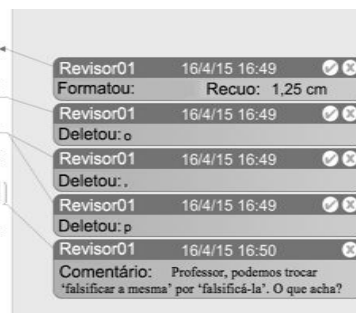 Revisor01 16/4/15 16:49
Formatou: Recuo: 1,25 cm
Revisor01 16/4/15 16:49
Deletou: o
Revisor01 16/4/15 16:49
Deletou: .
Revisor01 16/4/15 16:49
Deletou: p
Revisor01 16/4/15 16:50
Comentário: Professor, podemos trocar
‘falsificar a mesma’ por ‘falsificá-la’. O que acha?